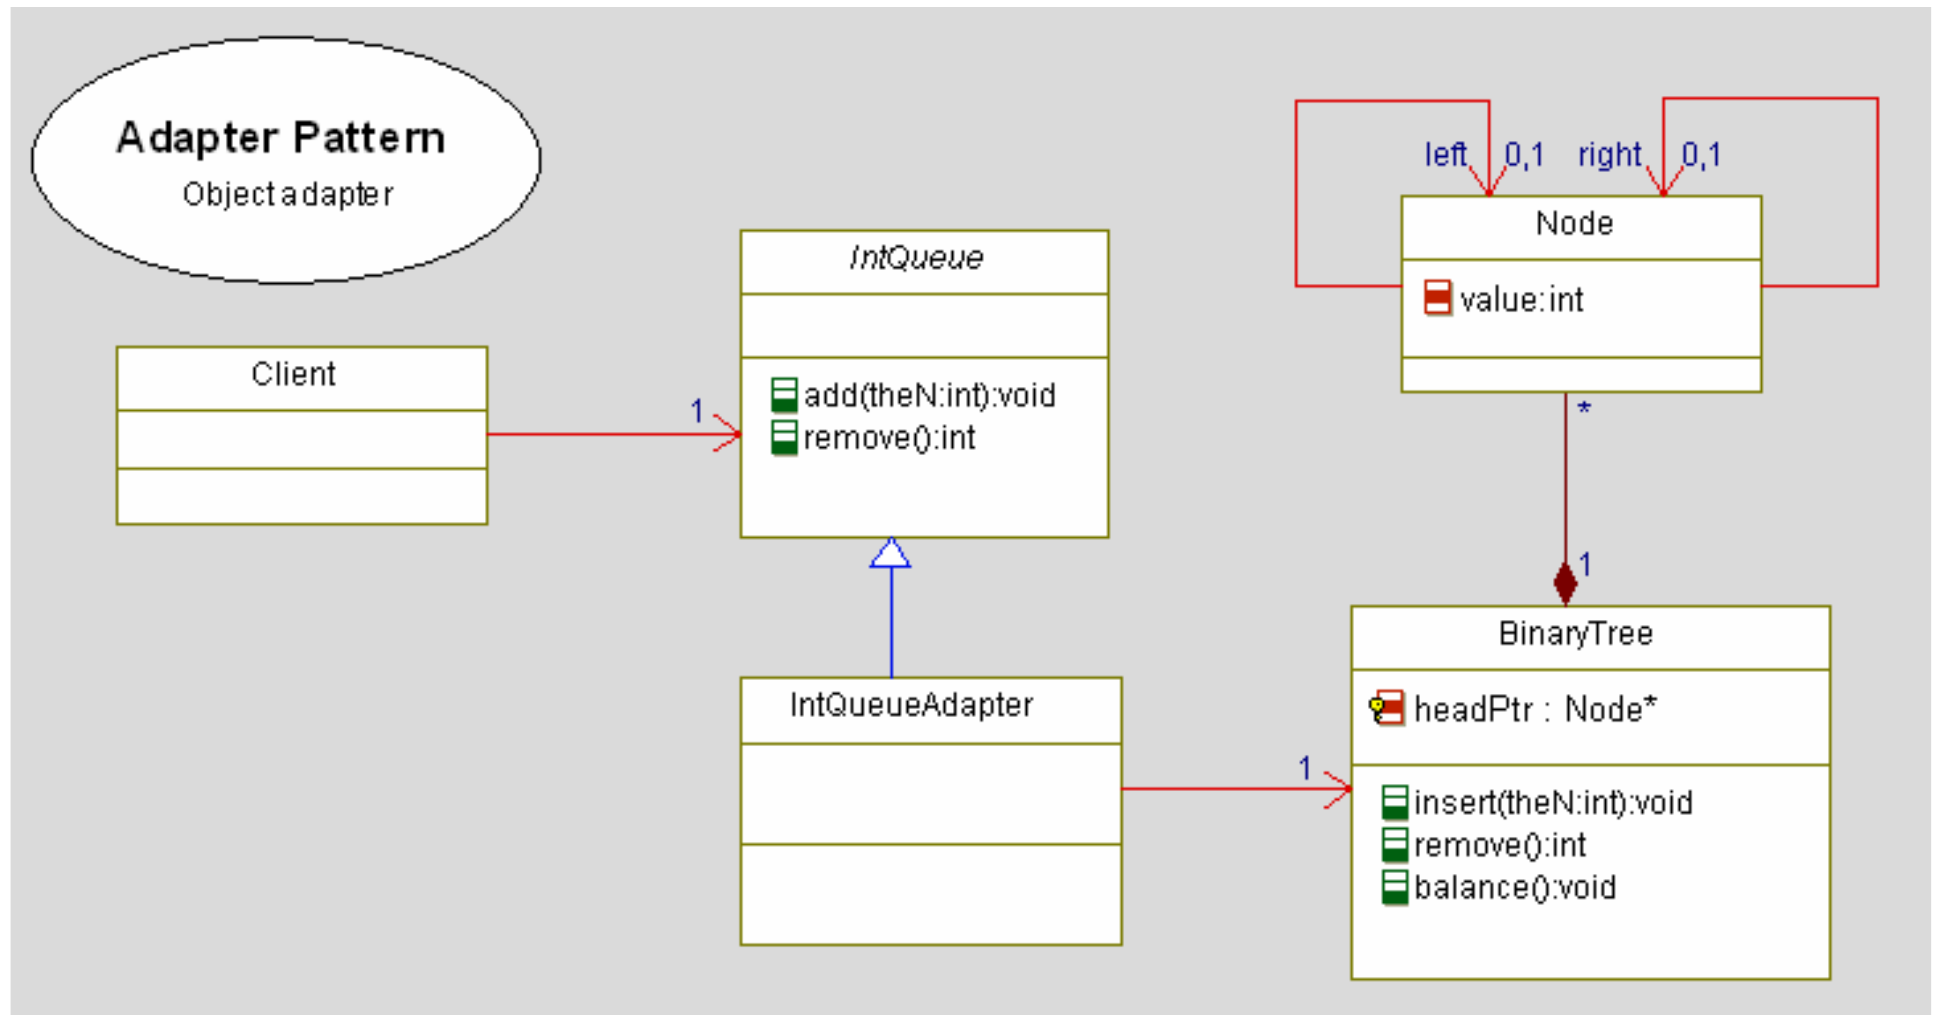 Adapter Pattern
Object adapter
left 0,1 right 0,1
Node
value:int
*
IntQueue
add(theN:int):void
remove():int
Client
1
1
BinaryTree
headPtr : Node*
insert(theN:int):void
remove():int
balance():void
IntQueueAdapter
1